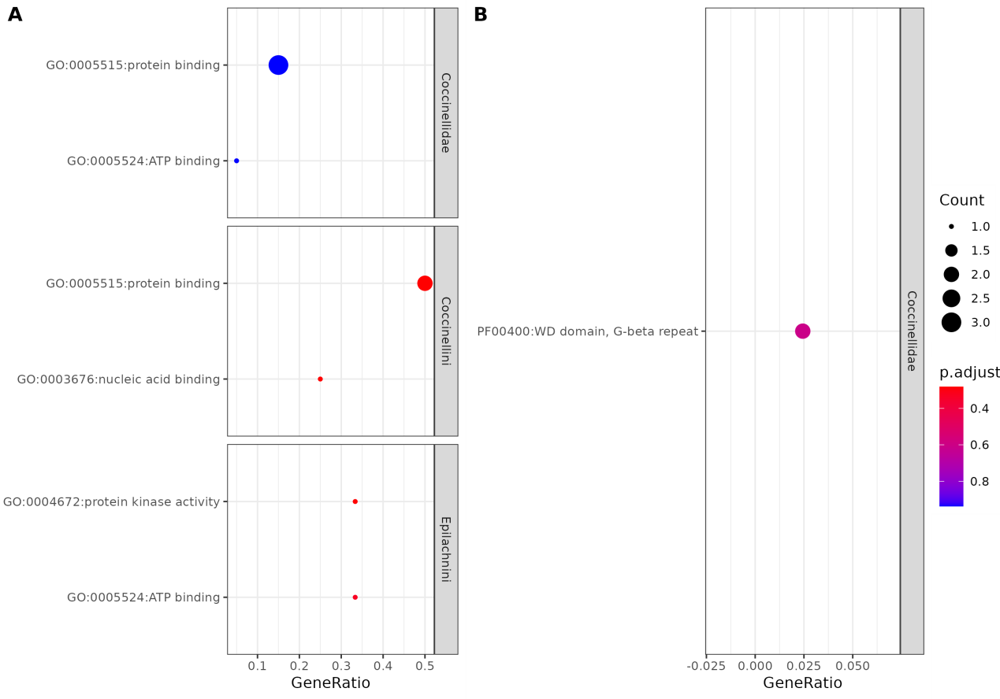 A
GO:0005515:protein binding
GO:0005524:ATP binding
Coccinellidae
GO:0005515:protein binding
GO:0003676:nucleic acid binding
Coccinellini
GO:0004672:protein kinase activity
GO:0005524:ATP binding
Epilachnini
0.1 0.2 0.3 0.4 0.5
GeneRatio
B
PF00400:WD domain, G-beta repeat
Coccinellidae
-0.025 0.000 0.025 0.050
GeneRatio
Count
1.0
1.5
2.0
2.5
3.0
p.adjust
0.4
0.6
0.8